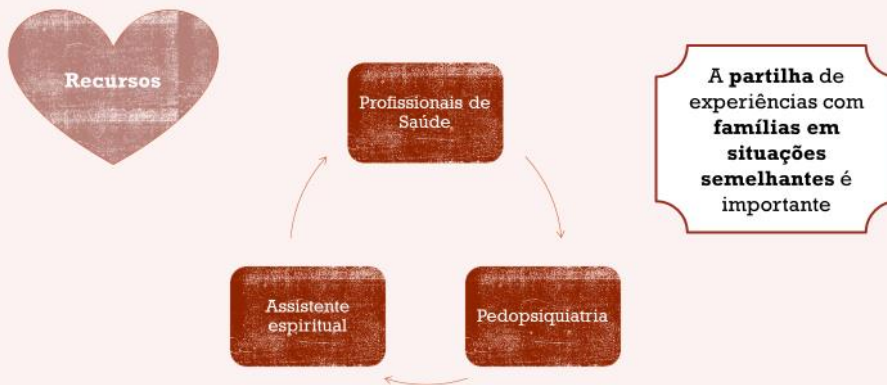 Recursos
Profissionais de
Saúde
A partilha de
experiências com
famílias em
situações
semelhantes é
importante
Assistente
espiritual
Pedopsiquiatria